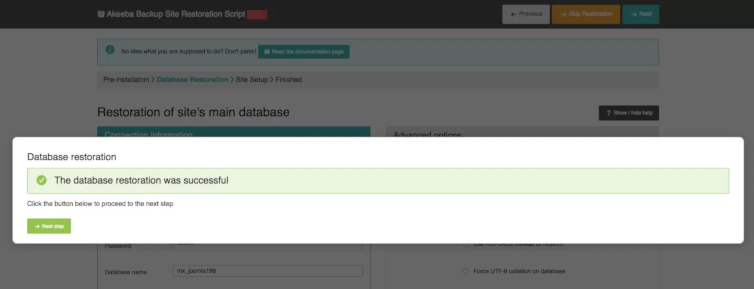 Akeeba Backup Site Restoration Script
← Previous
→ Skip Restoration
→ Next
No idea what you are supposed to do? Don't panic! Read the documentation page
Pre-installation > Database Restoration > Site Setup > Finished
Restoration of site's main database
? Show / hide help
Connection information
Advanced options
Database restoration
The database restoration was successful
Click the button below to proceed to the next step
→ Next step
Password
Database name
Force UTF-8 collation on database